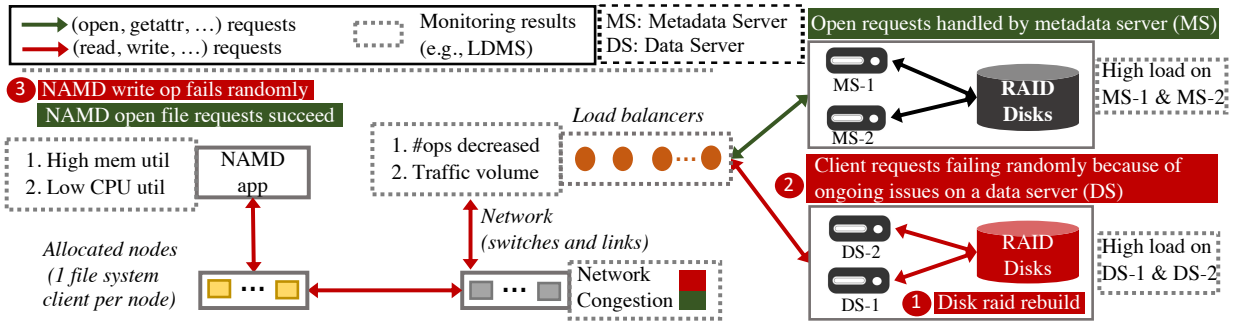 (open, getattr, …) requests
(read, write, …) requests
Monitoring results
(e.g., LDMS)
MS: Metadata Server
DS: Data Server
Open requests handled by metadata server (MS)
MS-1
MS-2
RAID
Disks
High load on
MS-1 & MS-2
3 NAMD write op fails randomly
NAMD open file requests succeed
1. High mem util
2. Low CPU util
NAMD
app
1. #ops decreased
2. Traffic volume
Load balancers
...
2 Client requests failing randomly because of
ongoing issues on a data server (DS)
DS-2
DS-1
RAID
Disks
High load on
DS-1 & DS-2
1 Disk raid rebuild
Allocated nodes
(1 file system
client per node)
...
Network
(switches and links)
...
Network
Congestion